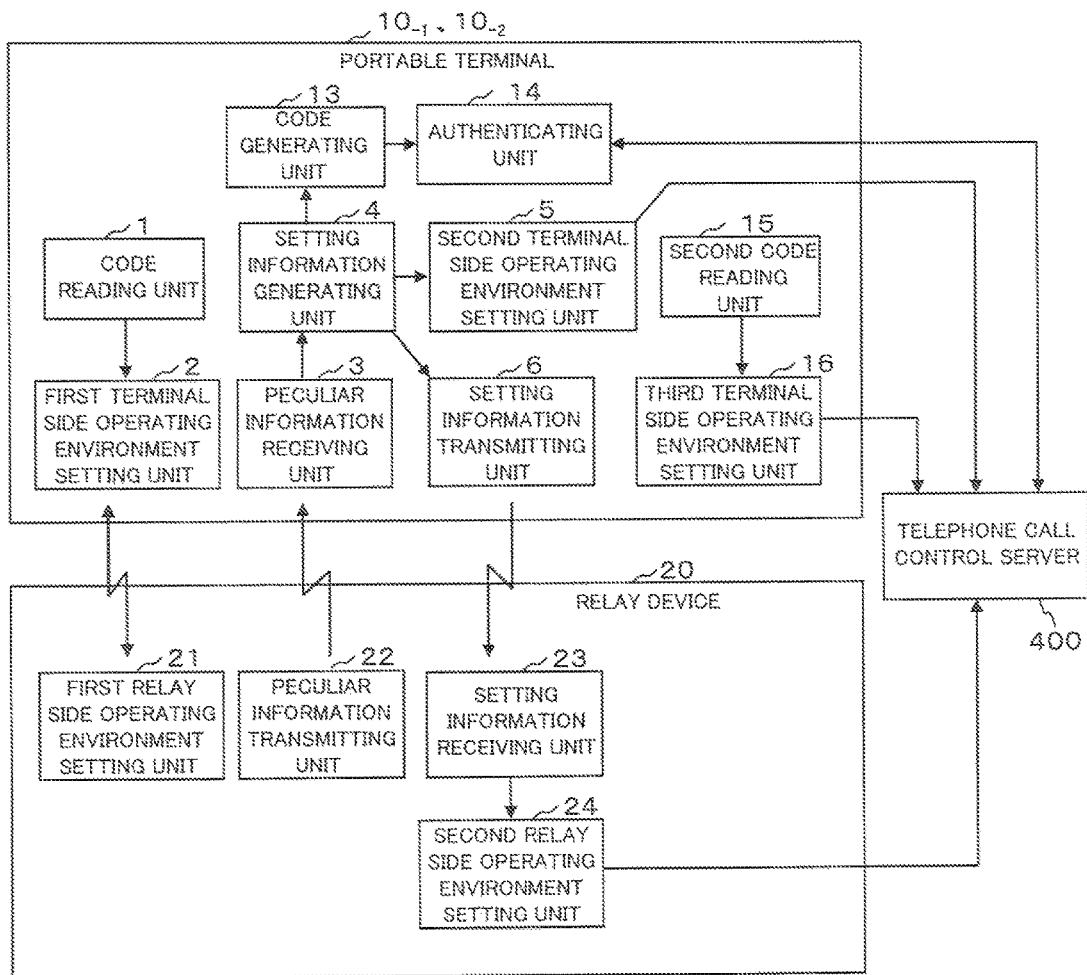 10-1、10-2
PORTABLE TERMINAL
13
CODE
GENERATING
UNIT
14
AUTHENTICATING
UNIT
1
CODE
READING UNIT
4
SETTING
INFORMATION
GENERATING
UNIT
5
SECOND TERMINAL
SIDE OPERATING
ENVIRONMENT
SETTING UNIT
15
SECOND CODE
READING
UNIT
2
FIRST TERMINAL
SIDE OPERATING
ENVIRONMENT
SETTING UNIT
3
PECULIAR
INFORMATION
RECEIVING
UNIT
6
SETTING
INFORMATION
TRANSMITTING
UNIT
16
THIRD TERMINAL
SIDE OPERATING
ENVIRONMENT
SETTING UNIT
TELEPHONE CALL
CONTROL SERVER
400
20
RELAY DEVICE
21
FIRST RELAY
SIDE OPERATING
ENVIRONMENT
SETTING UNIT
22
PECULIAR
INFORMATION
TRANSMITTING
UNIT
23
SETTING
INFORMATION
RECEIVING UNIT
24
SECOND RELAY
SIDE OPERATING
ENVIRONMENT
SETTING UNIT